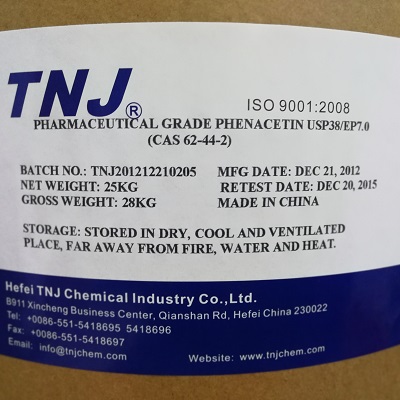 TNJ®
ISO 9001:2008
PHARMACEUTICAL GRADE PHENACETIN USP38/EP7.0
(CAS 62-44-2)
BATCH NO.: TNJ201212210205 MFG DATE: DEC 21, 2012
NET WEIGHT: 25KG RETEST DATE: DEC 20, 2015
GROSS WEIGHT: 28KG MADE IN CHINA
STORAGE: STORED IN DRY, COOL AND VENTILATED
PLACE, FAR AWAY FROM FIRE, WATER AND HEAT.
Hefei TNJ Chemical Industry Co.,Ltd.
B911 Xincheng Business Center, Qianshan Rd, Hefei China 230022
Tel: +0086-551-5418695 5418696
Fax: +0086-551-5418697
Email: info@tnjchem.com Website: www.tnjchem.com